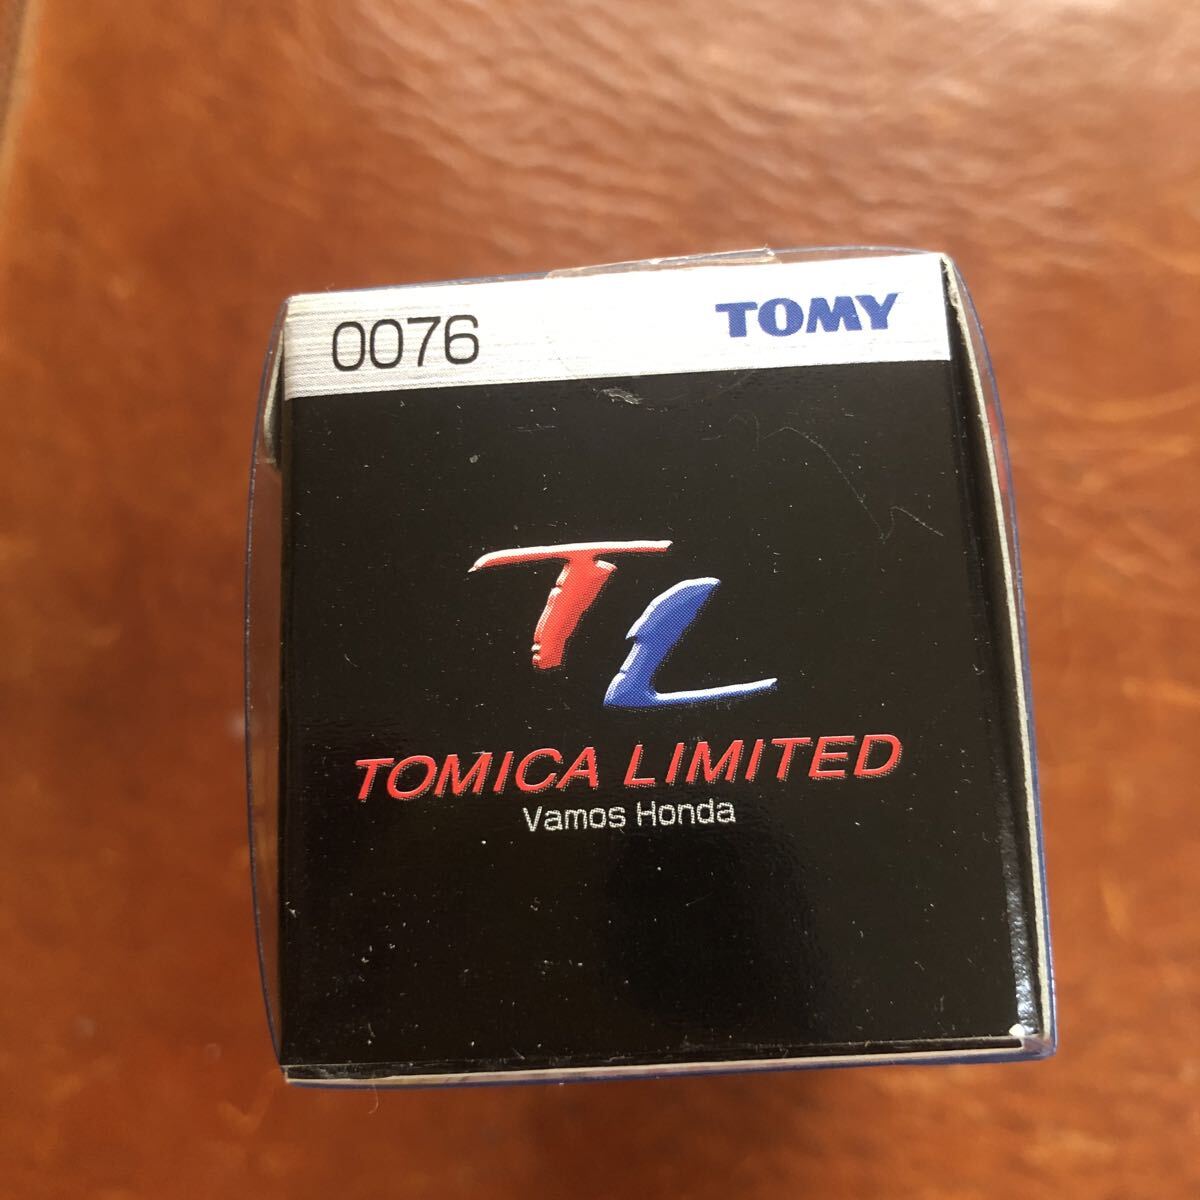 0076 TOMY
TL
TOMICA LIMITED
Vamos Honda